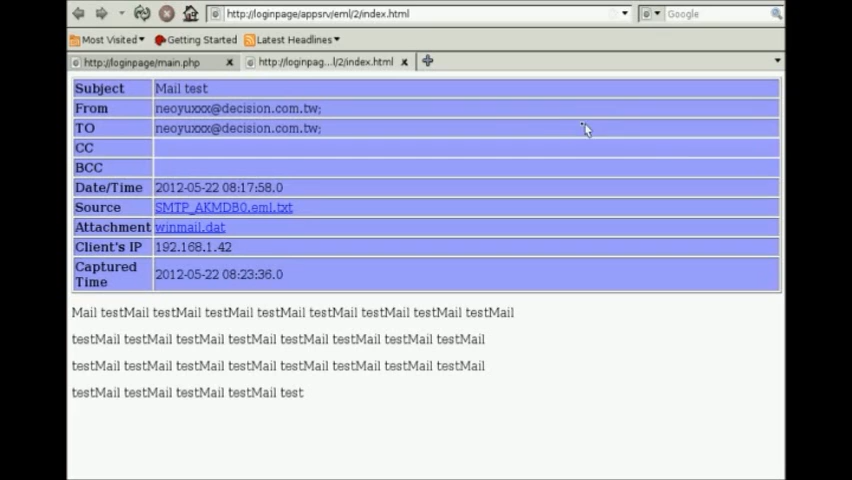 http://loginpage/appsrv/eml/2/index.html
Google
Most Visited
Getting Started
Latest Headlines
http://loginpage/main.php
http://loginpag...l/2/index.html
Subject Mail test
From neoyuxxx@decision.com.tw;
TO neoyuxxx@decision.com.tw;
CC
BCC
Date/Time 2012-05-22 08:17:58.0
Source SMTP_AKMDB0.eml.txt
Attachment winmail.dat
Client's IP 192.168.1.42
Captured
Time 2012-05-22 08:23:36.0
Mail testMail testMail testMail testMail testMail testMail testMail testMail
testMail testMail testMail testMail testMail testMail testMail testMail
testMail testMail testMail testMail testMail testMail testMail testMail
testMail testMail testMail testMail test